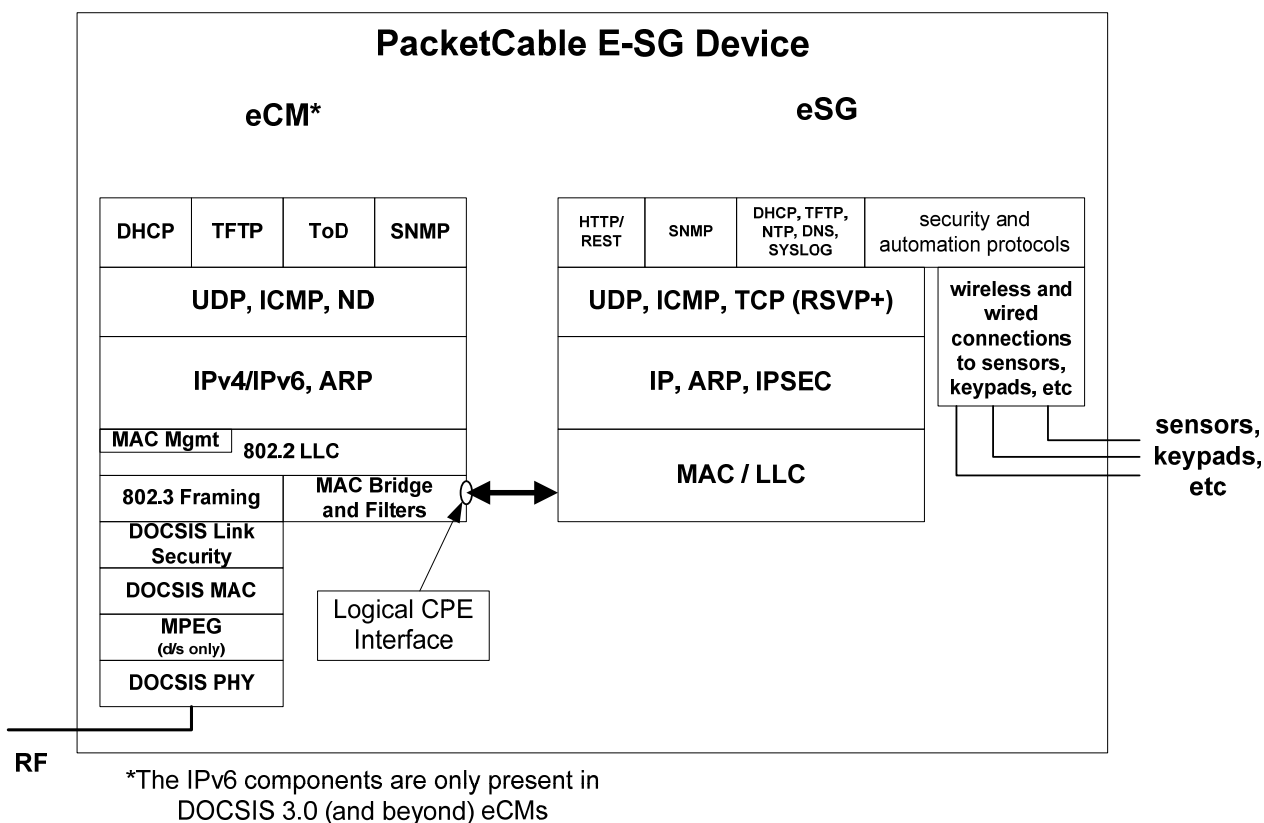 PacketCable E-SG Device
eCM*
eSG
DHCP
TFTP
ToD
SNMP
UDP, ICMP, ND
IPv4/IPv6, ARP
MAC Mgmt
802.2 LLC
802.3 Framing
MAC Bridge
and Filters
DOCSIS Link
Security
DOCSIS MAC
MPEG
(d/s only)
DOCSIS PHY
RF
Logical CPE
Interface
HTTP/
REST
SNMP
DHCP, TFTP,
NTP, DNS,
SYSLOG
security and
automation protocols
UDP, ICMP, TCP (RSVP+)
IP, ARP, IPSEC
MAC / LLC
wireless and
wired
connections
to sensors,
keypads, etc
sensors,
keypads,
etc
*The IPv6 components are only present in
DOCSIS 3.0 (and beyond) eCMs